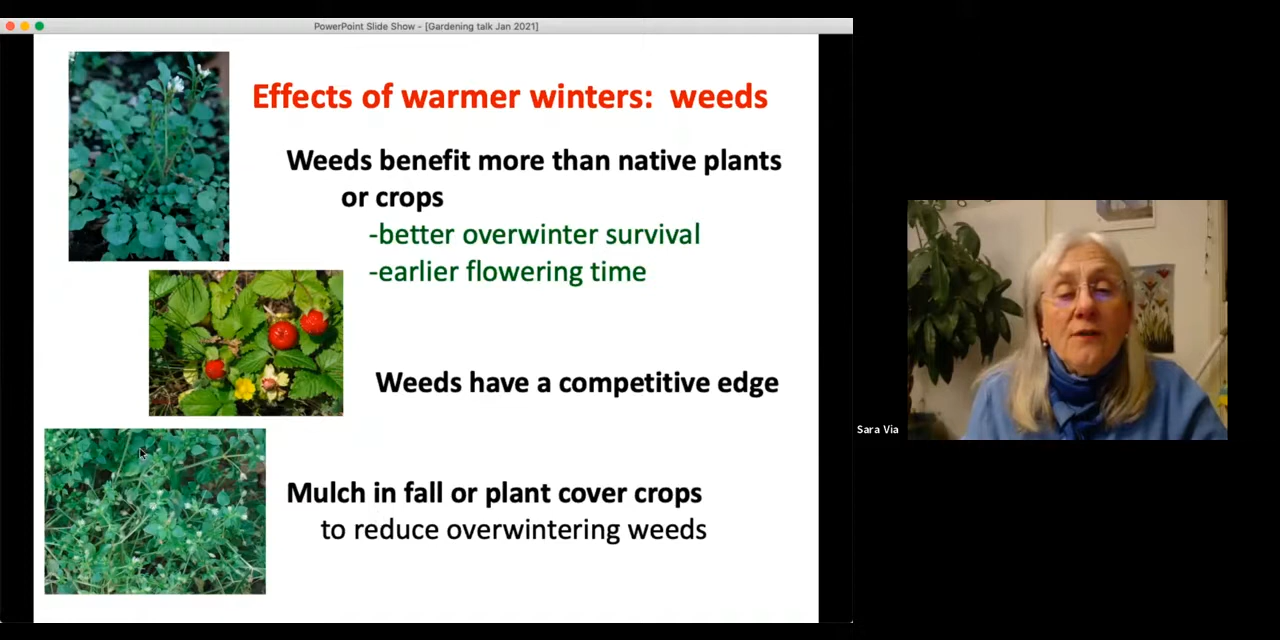 PowerPoint Slide Show - [Gardening talk Jan 2021]
Effects of warmer winters:  weeds
Weeds benefit more than native plants
or crops
-better overwinter survival
-earlier flowering time
Weeds have a competitive edge
Mulch in fall or plant cover crops
to reduce overwintering weeds
Sara Via